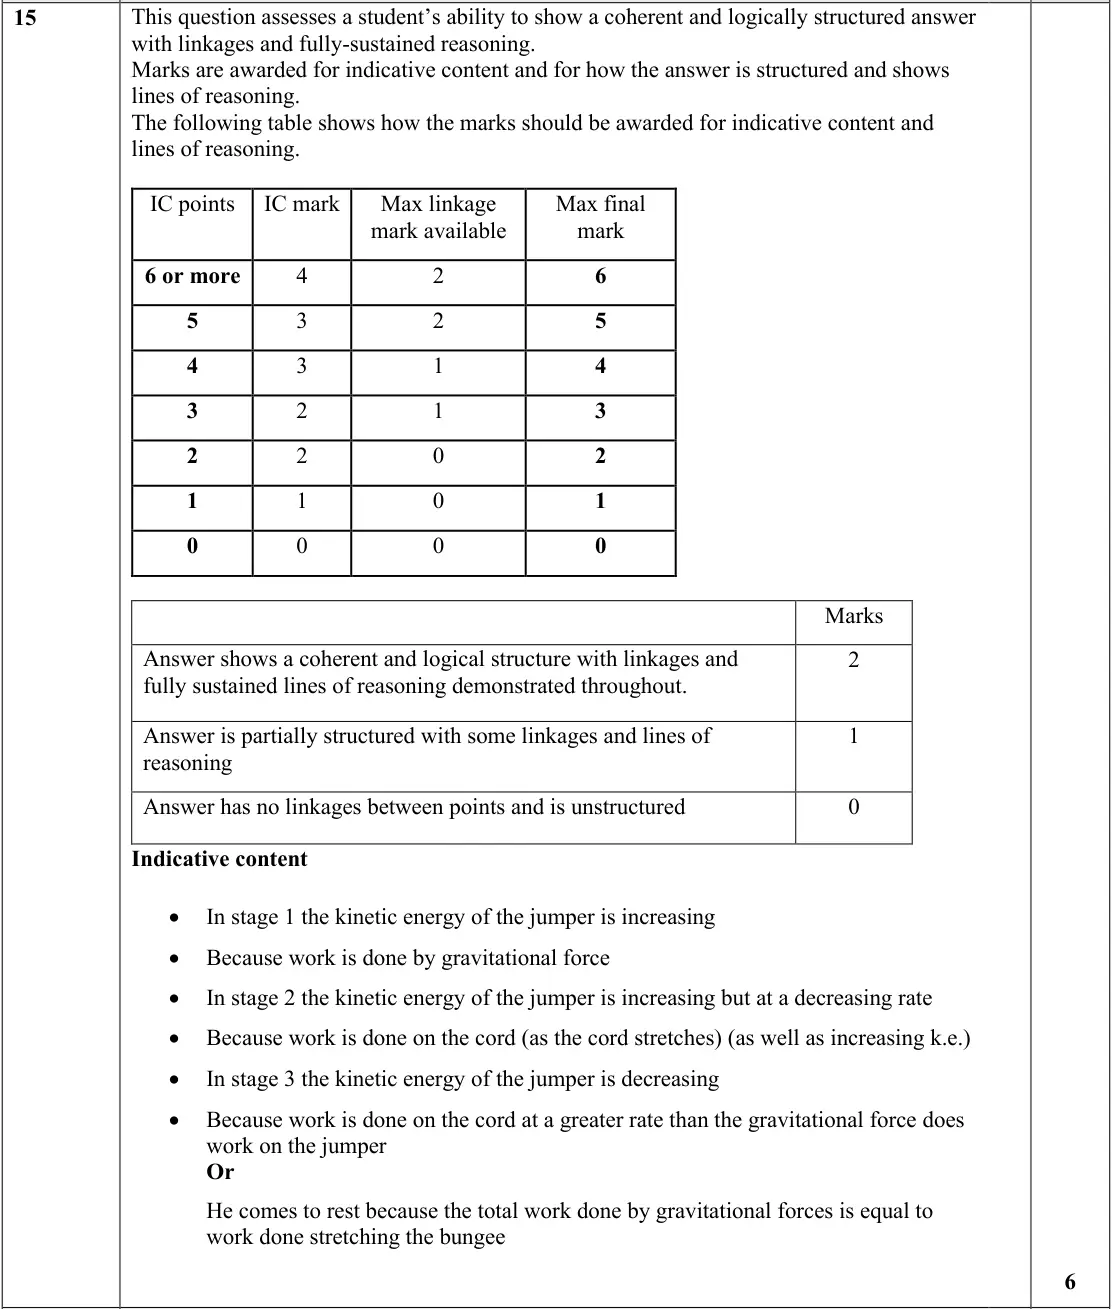 15
This question assesses a student's ability to show a coherent and logically structured answer
with linkages and fully-sustained reasoning.
Marks are awarded for indicative content and for how the answer is structured and shows
lines of reasoning.
The following table shows how the marks should be awarded for indicative content and
lines of reasoning.
IC points IC mark Max linkage Max final
mark available mark
6 or more 4 2 6
5 3 2 5
4 3 1 4
3 2 1 3
2 2 0 2
1 1 0 1
0 0 0 0
Marks
Answer shows a coherent and logical structure with linkages and 2
fully sustained lines of reasoning demonstrated throughout.
Answer is partially structured with some linkages and lines of 1
reasoning
Answer has no linkages between points and is unstructured 0
Indicative content
• In stage 1 the kinetic energy of the jumper is increasing
• Because work is done by gravitational force
• In stage 2 the kinetic energy of the jumper is increasing but at a decreasing rate
• Because work is done on the cord (as the cord stretches) (as well as increasing k.e.)
• In stage 3 the kinetic energy of the jumper is decreasing
• Because work is done on the cord at a greater rate than the gravitational force does
work on the jumper
Or
He comes to rest because the total work done by gravitational forces is equal to
work done stretching the bungee
6